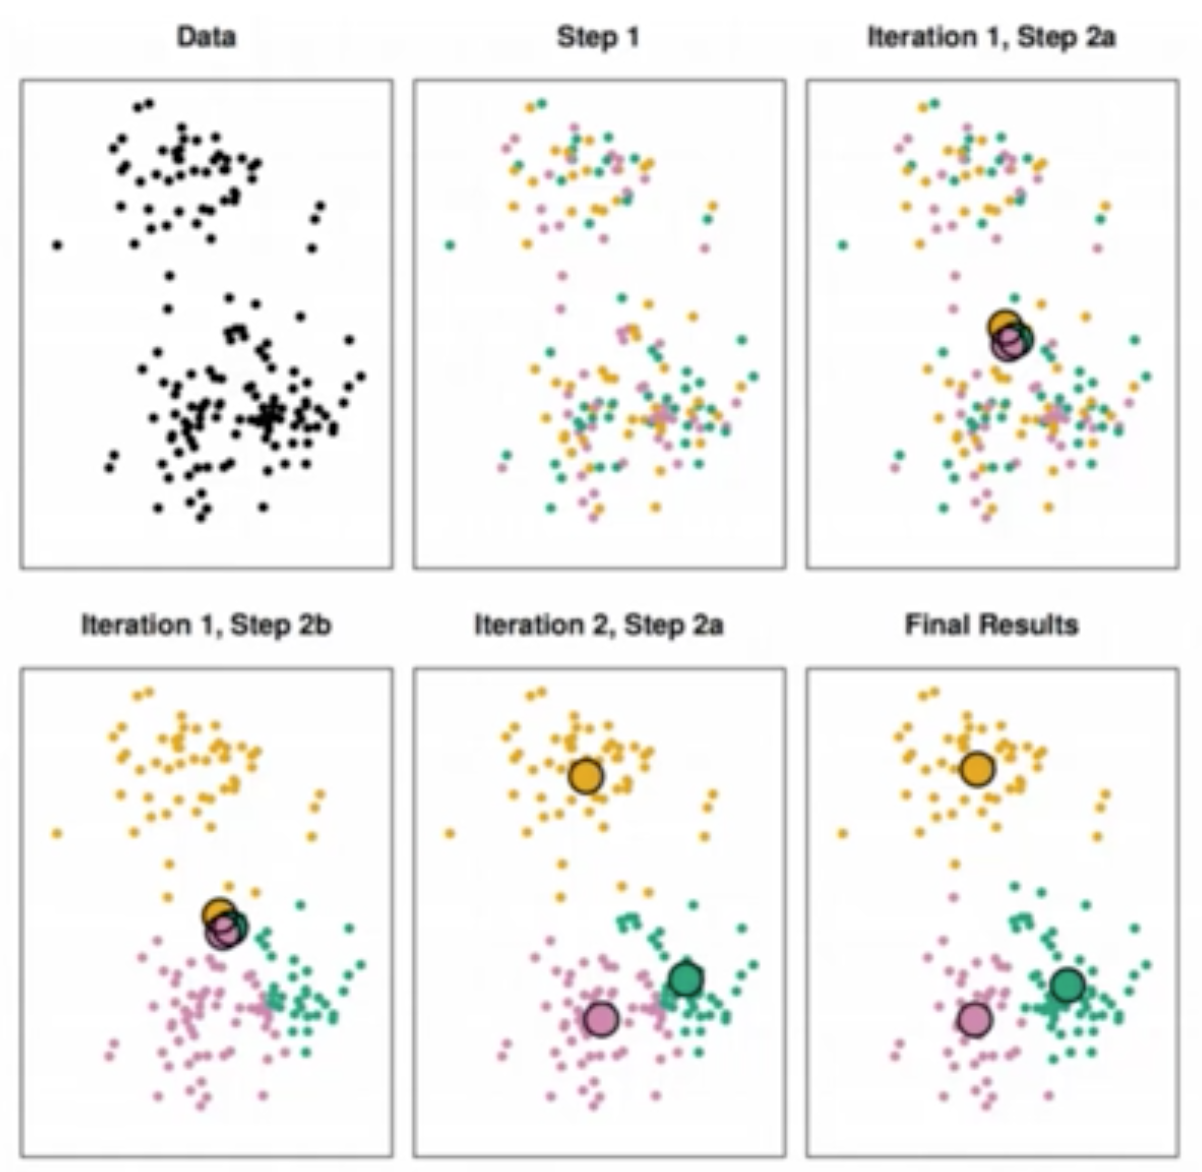 Data
Step 1
Iteration 1, Step 2a
Iteration 1, Step 2b
Iteration 2, Step 2a
Final Results